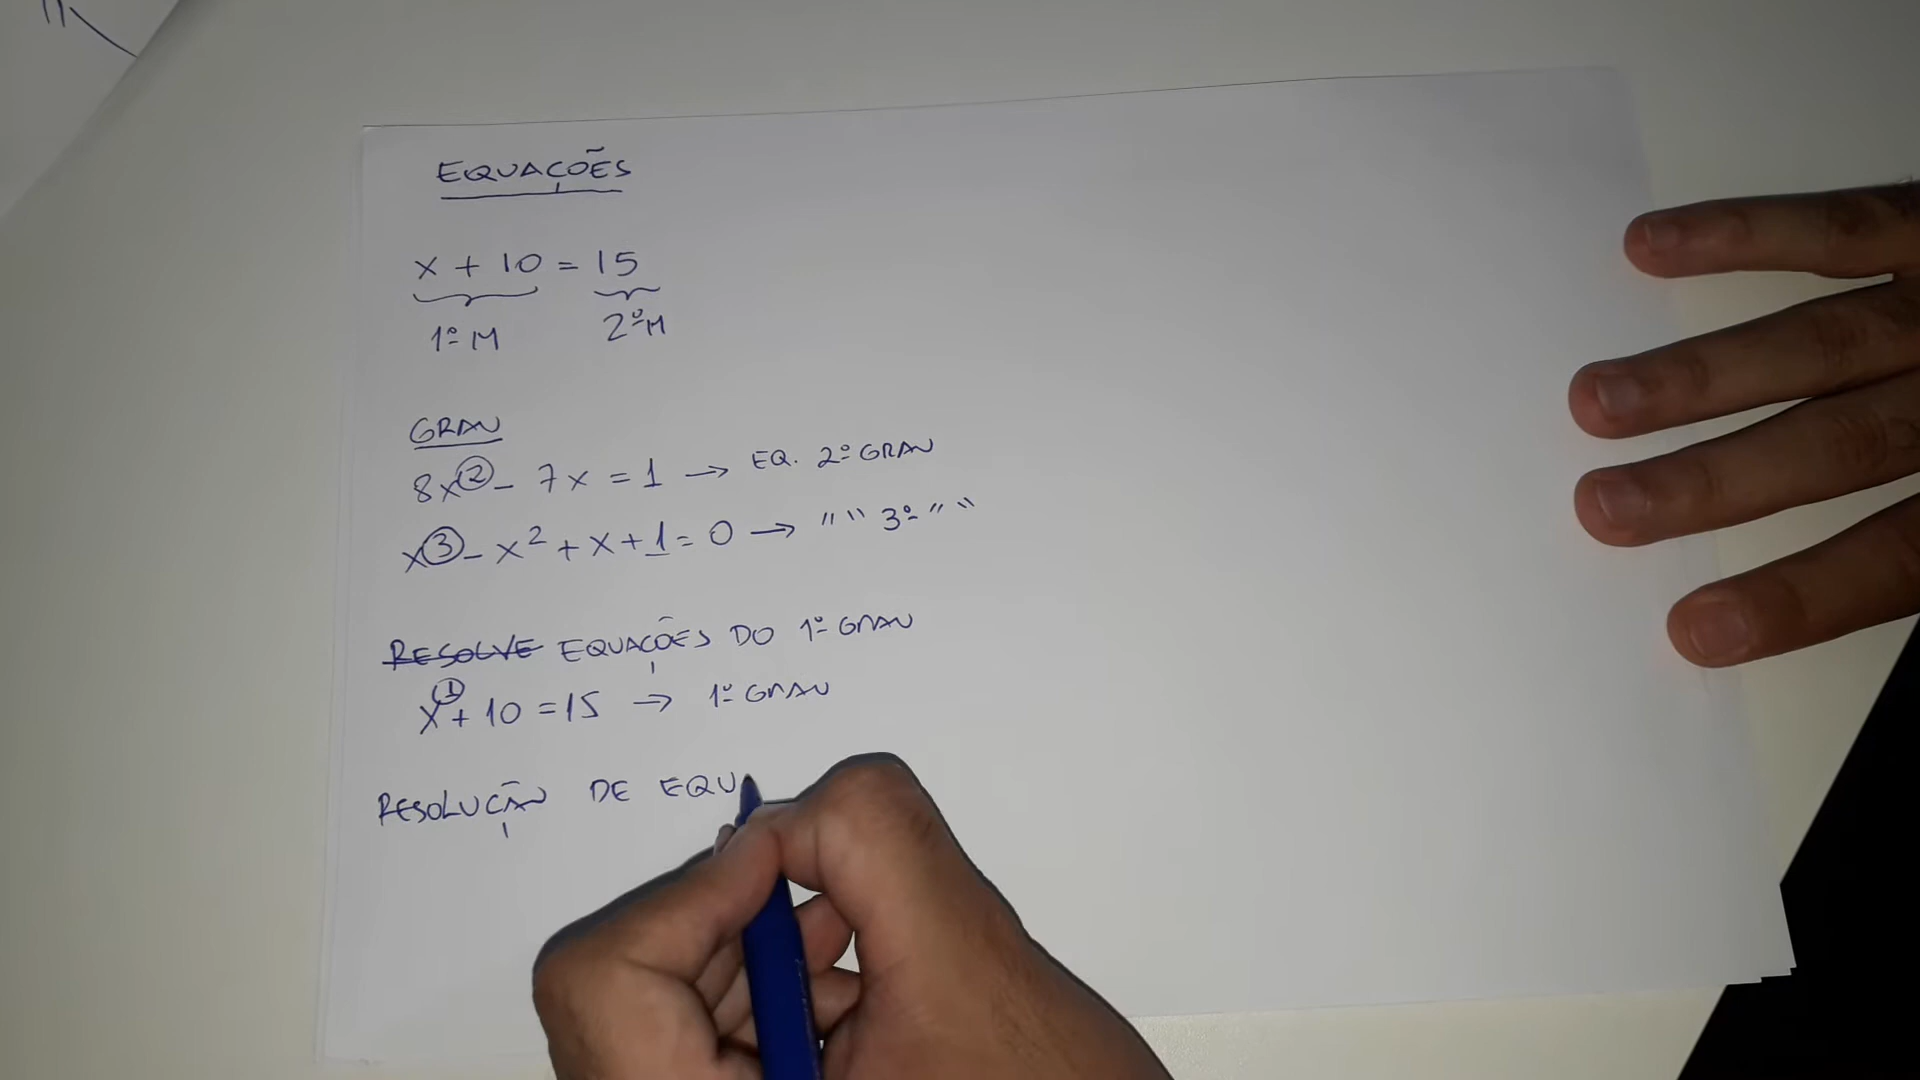 EQUAÇÕES
x + 10 = 15
1º M 2º M
GRAU
8x² - 7x = 1 → EQ. 2º GRAU
x³ - x² + x + 1 = 0 → " " 3º " "
RESOLVE EQUAÇÕES DO 1º GRAU
x¹ + 10 = 15 → 1º GRAU
RESOLUÇÃO DE EQU